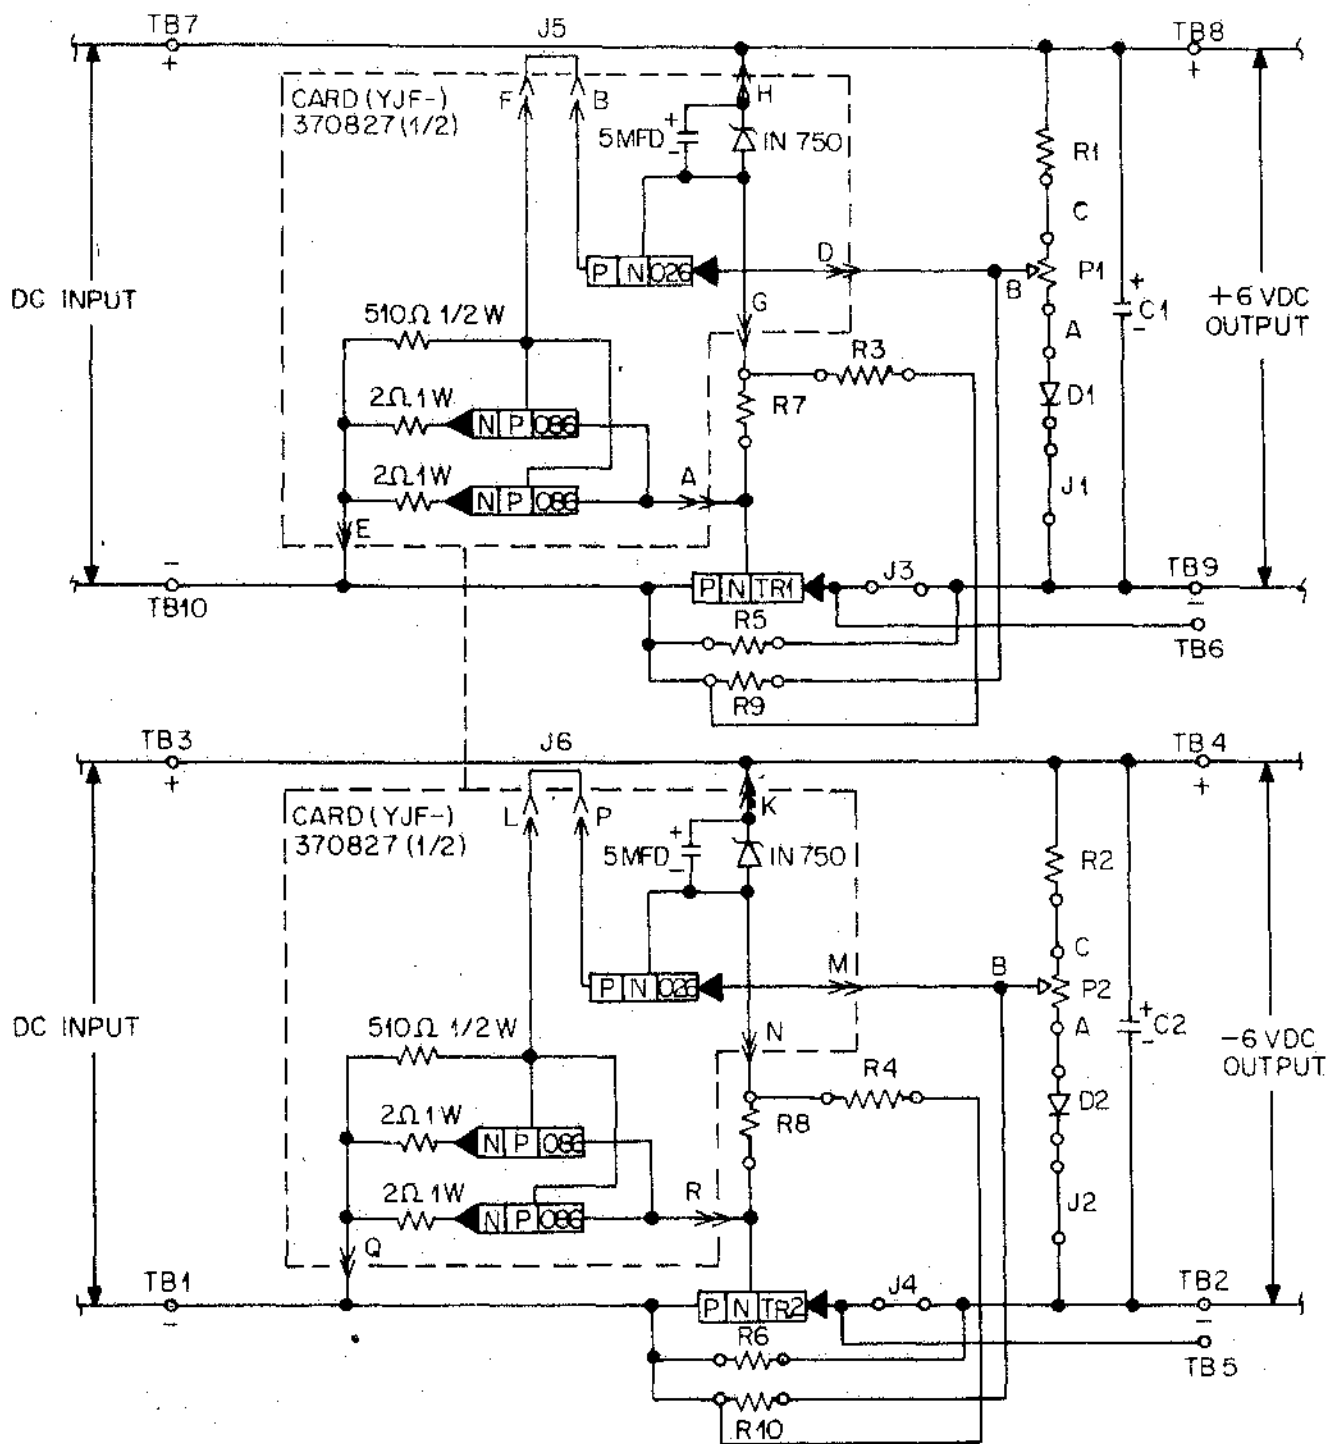 TB7
J5
TB8
+
+
CARD (YJF-)
370827 (1/2)
F
B
H
5MFD
+
-
IN 750
R1
C
DC INPUT
P N 026
D
B
P1
+
C1
-
+6 VDC
OUTPUT
G
A
510Ω 1/2 W
R3
2Ω 1W
N P 086
R7
D1
2Ω 1W
N P 086
A
J1
E
-
TB10
P N TR1
J3
TB9
-
R5
TB6
R9
TB3
J6
TB4
+
+
CARD (YJF-)
370827 (1/2)
L
P
K
5MFD
+
-
IN 750
R2
C
DC INPUT
P N 026
M
B
P2
A
+
C2
-
-6 VDC
OUTPUT
510Ω 1/2 W
N
R4
2Ω 1W
N P 086
R8
D2
2Ω 1W
N P 086
R
J2
Q
TB1
-
P N TR2
J4
TB2
-
R6
TB5
R10